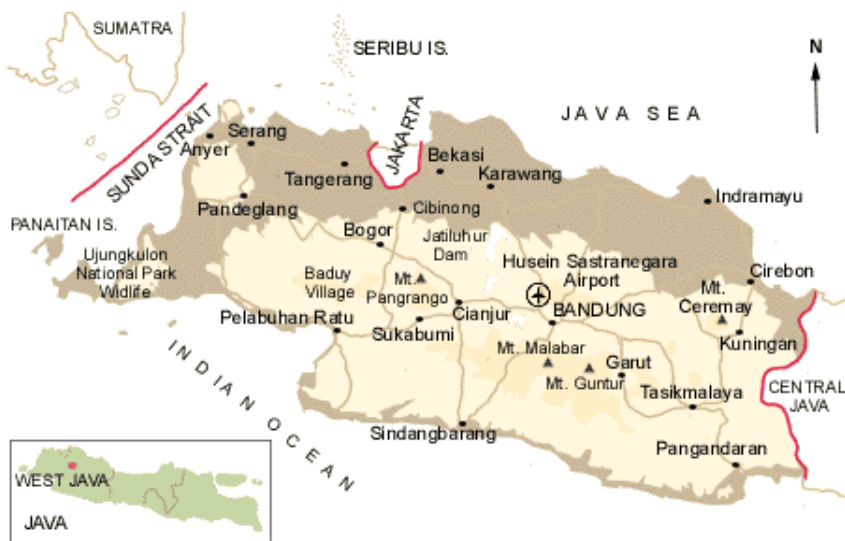 SUMATRA
SERIBU IS.
N
JAVA SEA
SUNDA STRAIT
Serang
Anyer
JAKARTA
Tangerang
Bekasi
Karawang
Pandeglang
Cibinong
Indramayu
PANAITAN IS.
Bogor
Jatiluhur
Dam
Ujungkulon
National Park
Widlife
Husein Sastranegara
Airport
Baduy
Village
Mt.
Pangrango
Cirebon
Mt.
Ceremay
Cianjur
BANDUNG
Pelabuhan Ratu
Sukabumi
Kuningan
Mt. Malabar
Garut
Mt. Guntur
INDIAN OCEAN
Tasikmalaya
CENTRAL
JAVA
Sindangbarang
Pangandaran
WEST JAVA
JAVA